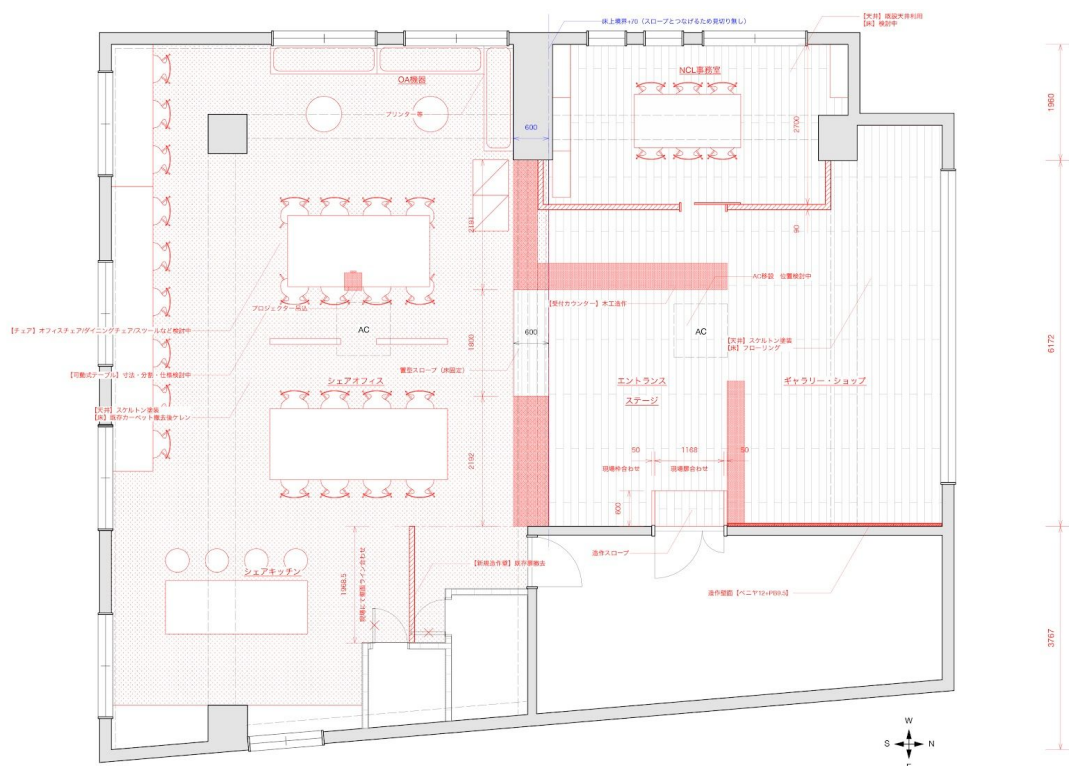 床上境界+70（スロープとつなげるため見切り無し）
【天井】既設天井利用
【床】検討中
NCL事務室
OA機器
プリンター等
600
2700
1960
2191
90
【受付カウンター】木工造作
AC移設 位置検討中
プロジェクター吊込
AC
600
AC
【チェア】オフィスチェア/ダイニングチェア/スツールなど検討中
1800
6172
【天井】スケルトン塗装
【床】フローリング
【可動式テーブル】寸法・分割・仕様検討中
置型スロープ（床固定）
シェアオフィス
エントランス
ステージ
ギャラリー・ショップ
【天井】スケルトン塗装
【床】既存カーペット撤去後ケレン
2192
50
1168
50
現場枠合わせ
現場扉合わせ
600
造作スロープ
シェアキッチン
1968.5
現場にて壁面ライン合わせ
【新規造作壁】既存扉撤去
造作壁面【ベニヤ12+PB9.5】
3767
W
S
N
E